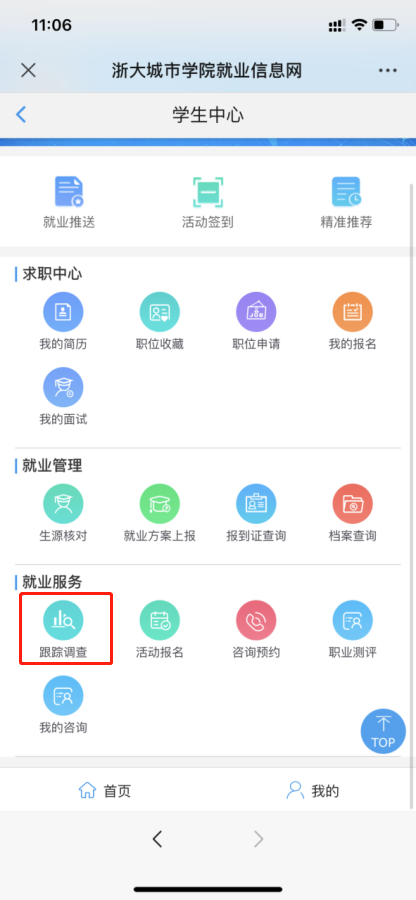 11:06
浙大城市学院就业信息网
学生中心
就业推送 活动签到 精准推荐
求职中心
JOB
我的简历 职位收藏 职位申请 我的报名
我的面试
就业管理
生源核对 就业方案上报 报到证查询 档案查询
就业服务
跟踪调查 活动报名 咨询预约 职业测评
我的咨询
TOP
首页 我的